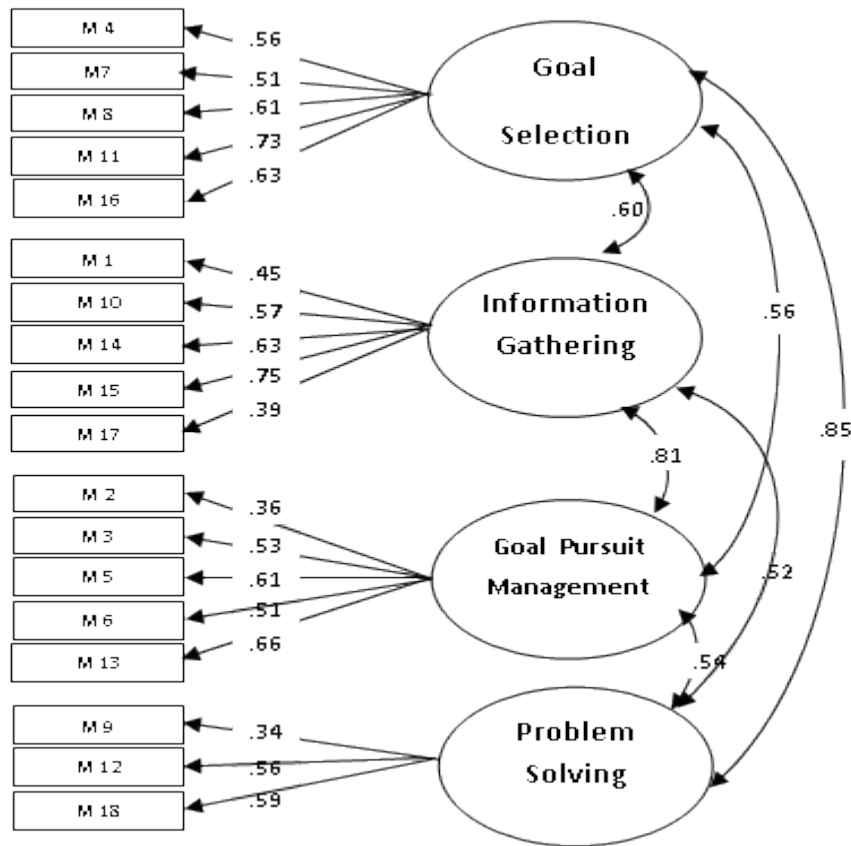 M 4
.56
M7
.51
M 8
.61
M 11
.73
M 16
.63
Goal
Selection
.60
M 1
.45
M 10
.57
M 14
.63
M 15
.75
M 17
.39
Information
Gathering
.56
.85
.81
M 2
.36
M 3
.53
M 5
.61
M 6
.51
M 13
.66
Goal Pursuit
Management
.52
.54
M 9
.34
M 12
.56
M 18
.59
Problem
Solving